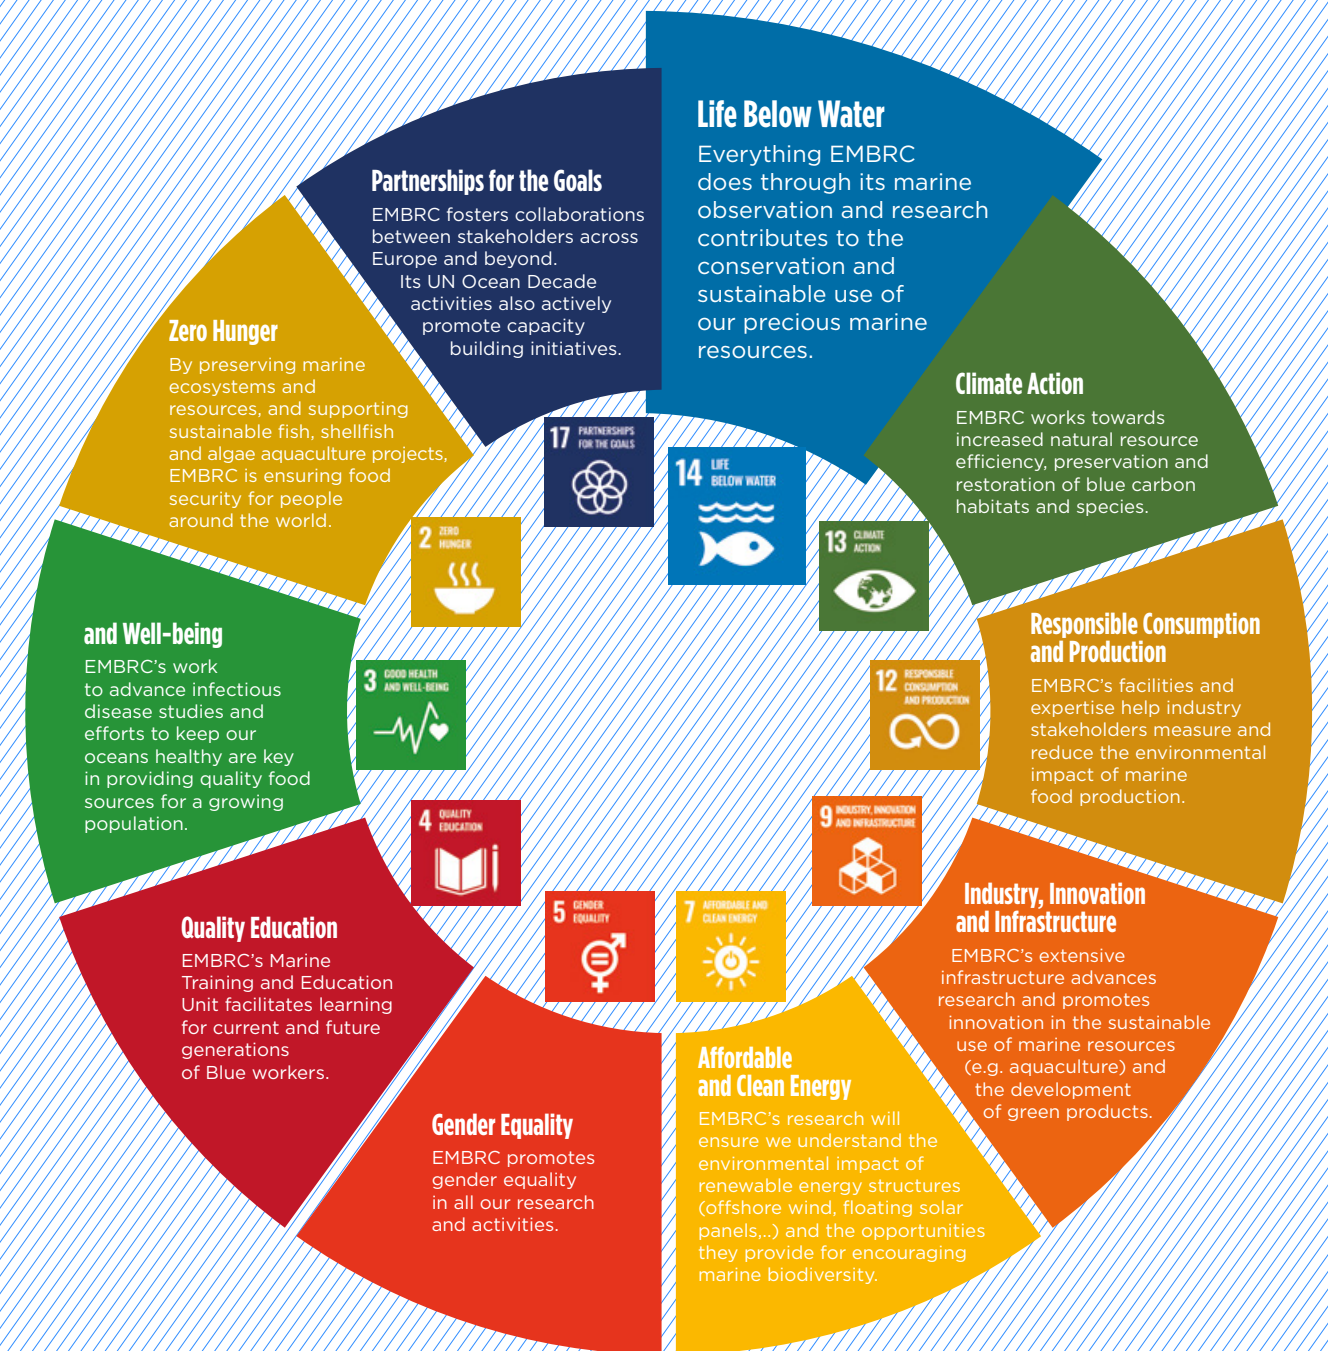 Life Below Water
Everything EMBRC
does through its marine
observation and research
contributes to the
conservation and
sustainable use of
our precious marine
resources.
Climate Action
EMBRC works towards
increased natural resource
efficiency, preservation and
restoration of blue carbon
habitats and species.
Responsible Consumption
and Production
EMBRC's facilities and
expertise help industry
stakeholders measure and
reduce the environmental
impact of marine
food production.
Industry, Innovation
and Infrastructure
EMBRC's extensive
infrastructure advances
research and promotes
innovation in the sustainable
use of marine resources
(e.g. aquaculture) and
the development
of green products.
Affordable
and Clean Energy
EMBRC's research will
ensure we understand the
environmental impact of
renewable energy structures
(offshore wind, floating solar
panels,..) and the opportunities
they provide for encouraging
marine biodiversity.
Gender Equality
EMBRC promotes
gender equality
in all our research
and activities.
Quality Education
EMBRC's Marine
Training and Education
Unit facilitates learning
for current and future
generations
of Blue workers.
and Well-being
EMBRC's work
to advance infectious
disease studies and
efforts to keep our
oceans healthy are key
in providing quality food
sources for a growing
population.
Zero Hunger
By preserving marine
ecosystems and
resources, and supporting
sustainable fish, shellfish
and algae aquaculture projects,
EMBRC is ensuring food
security for people
around the world.
Partnerships for the Goals
EMBRC fosters collaborations
between stakeholders across
Europe and beyond.
Its UN Ocean Decade
activities also actively
promote capacity
building initiatives.
17 PARTNERSHIPS
FOR THE GOALS
14 LIFE
BELOW WATER
13 CLIMATE
ACTION
12 RESPONSIBLE
CONSUMPTION
AND PRODUCTION
9 INDUSTRY, INNOVATION
AND INFRASTRUCTURE
7 AFFORDABLE AND
CLEAN ENERGY
5 GENDER
EQUALITY
4 QUALITY
EDUCATION
3 GOOD HEALTH
AND WELL-BEING
2 ZERO
HUNGER